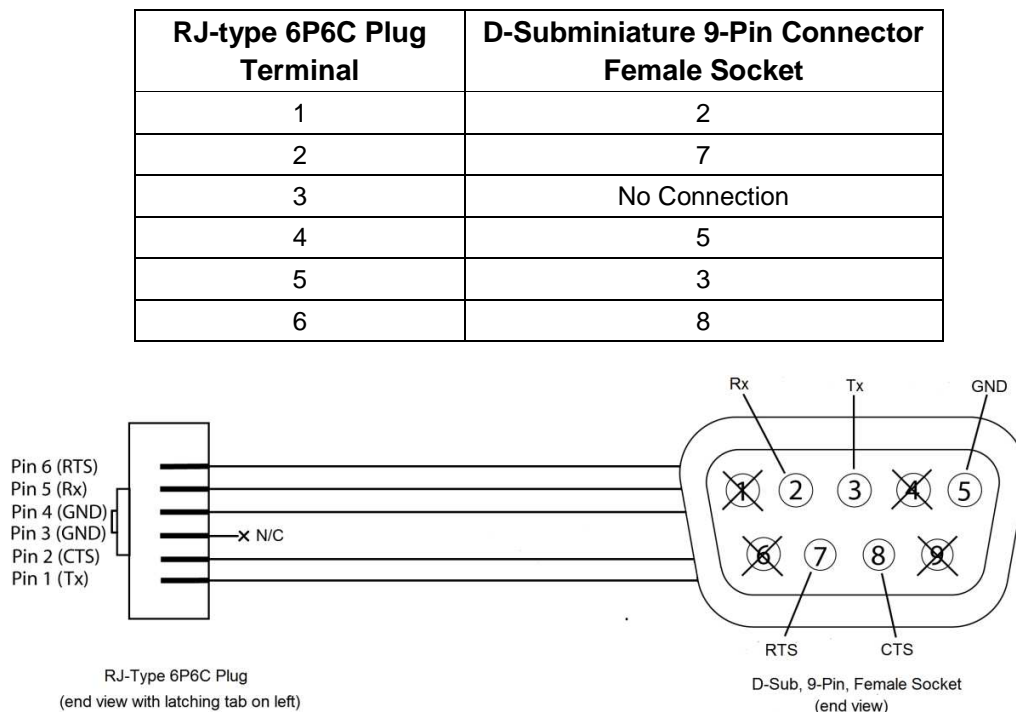 RJ-type 6P6C Plug Terminal D-Subminiature 9-Pin Connector Female Socket
1 2
2 7
3 No Connection
4 5
5 3
6 8
Rx Tx GND
Pin 6 (RTS)
Pin 5 (Rx)
Pin 4 (GND)
Pin 3 (GND)
N/C
Pin 2 (CTS)
Pin 1 (Tx)
1 2 3 4 5
6 7 8 9
RTS CTS
RJ-Type 6P6C Plug
(end view with latching tab on left)
D-Sub, 9-Pin, Female Socket
(end view)